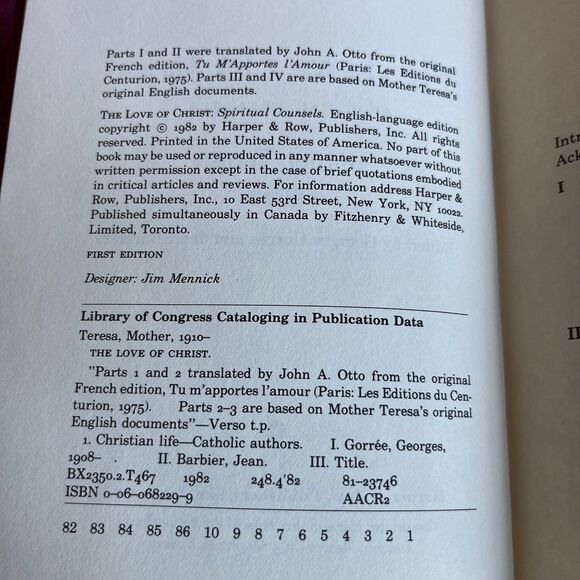 Parts I and II were translated by John A. Otto from the original
French edition, Tu M'Apportes l'Amour (Paris: Les Editions du
Centurion, 1975). Parts III and IV are are based on Mother Teresa's
original English documents.
THE LOVE OF CHRIST: Spiritual Counsels. English-language edition
copyright © 1982 by Harper & Row, Publishers, Inc. All rights
reserved. Printed in the United States of America. No part of this
book may be used or reproduced in any manner whatsoever without
written permission except in the case of brief quotations embodied
in critical articles and reviews. For information address Harper &
Row, Publishers, Inc., 10 East 53rd Street, New York, NY 10022.
Published simultaneously in Canada by Fitzhenry & Whiteside,
Limited, Toronto.
FIRST EDITION
Designer: Jim Mennick
Library of Congress Cataloging in Publication Data
Teresa, Mother, 1910–
THE LOVE OF CHRIST.
"Parts 1 and 2 translated by John A. Otto from the original
French edition, Tu m'apportes l'amour (Paris: Les Editions du Cen-
turion, 1975). Parts 2–3 are based on Mother Teresa's original
English documents"—Verso t.p.
1. Christian life—Catholic authors. I. Gorrée, Georges,
1908– . II. Barbier, Jean. III. Title.
BX2350.2.T467 1982 248.4'82 81-23746
ISBN 0-06-068229-9 AACR2
82 83 84 85 86 10 9 8 7 6 5 4 3 2 1
Intr
Ack
I
II